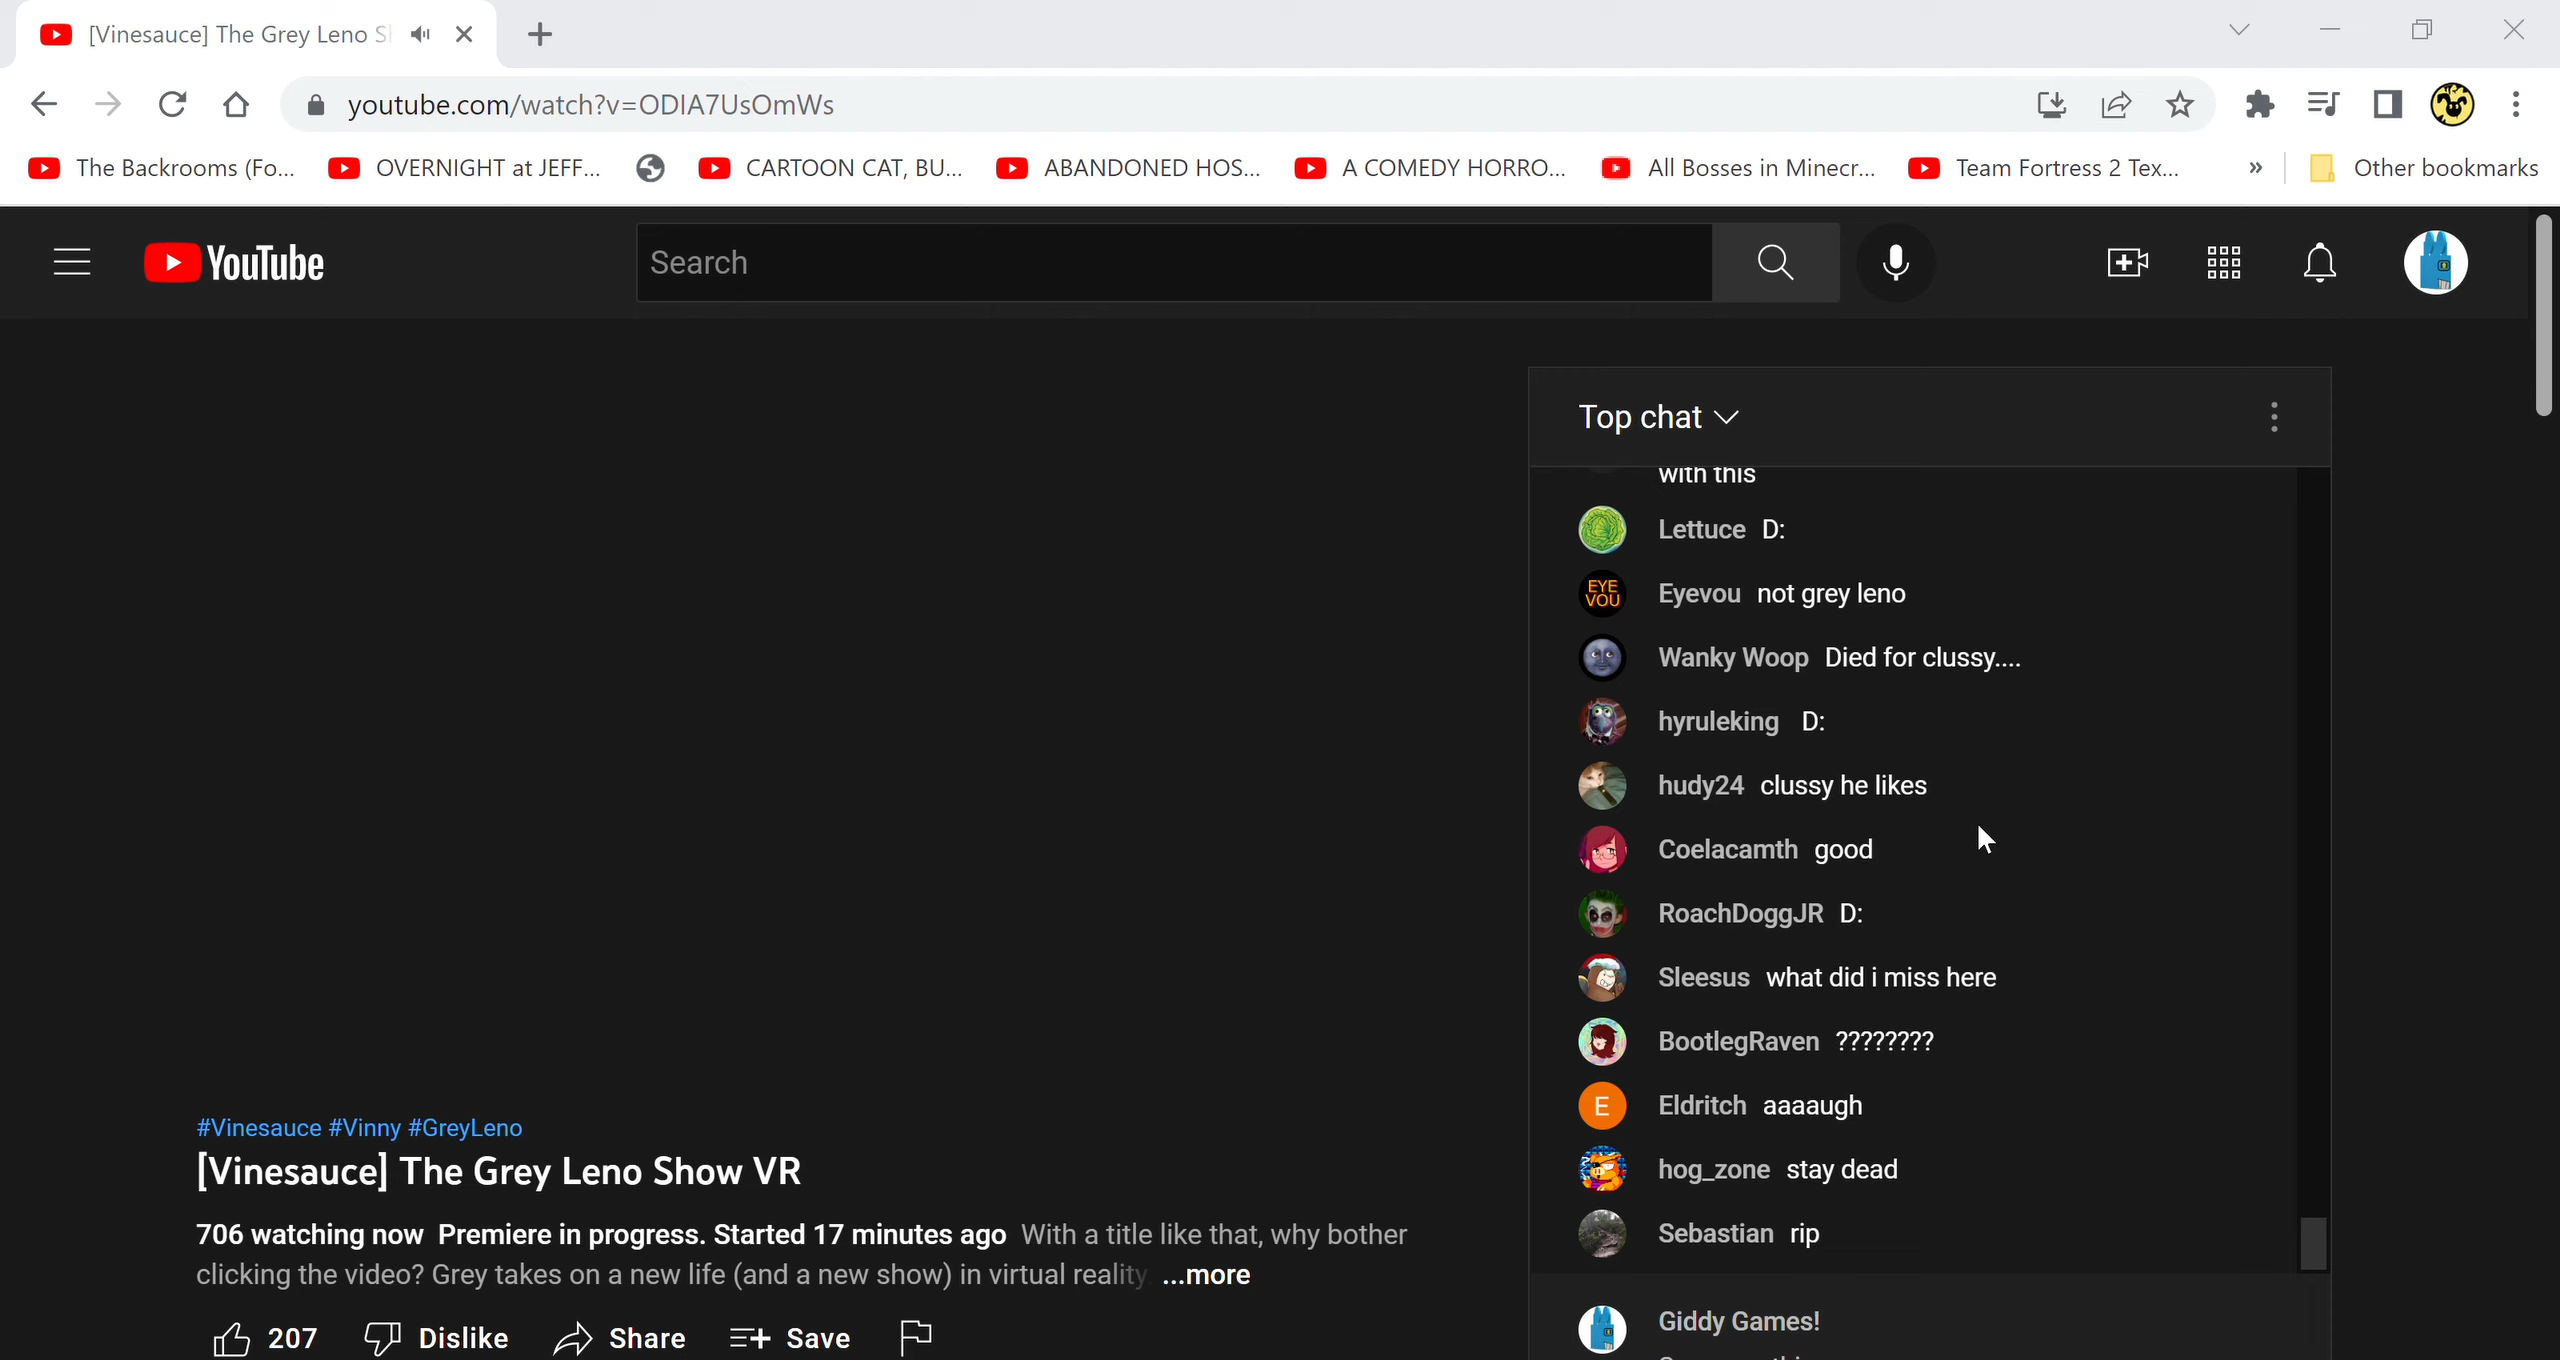 [Vinesauce] The Grey Leno S
youtube.com/watch?v=ODIA7UsOmWs
The Backrooms (Fo...
OVERNIGHT at JEFF...
CARTOON CAT, BU...
ABANDONED HOS...
A COMEDY HORRO...
All Bosses in Minecr...
Team Fortress 2 Tex...
»
Other bookmarks
YouTube
Search
Top chat
with this
Lettuce D:
EYE
VOU
Eyevou not grey leno
Wanky Woop Died for clussy....
hyruleking D:
hudy24 clussy he likes
Coelacamth good
RoachDoggJR D:
Sleesus what did i miss here
BootlegRaven ????????
E
Eldritch aaaaugh
hog_zone stay dead
Sebastian rip
Giddy Games!
#Vinesauce #Vinny #GreyLeno
[Vinesauce] The Grey Leno Show VR
706 watching now Premiere in progress. Started 17 minutes ago With a title like that, why bother
clicking the video? Grey takes on a new life (and a new show) in virtual reality ...more
207
Dislike
Share
Save